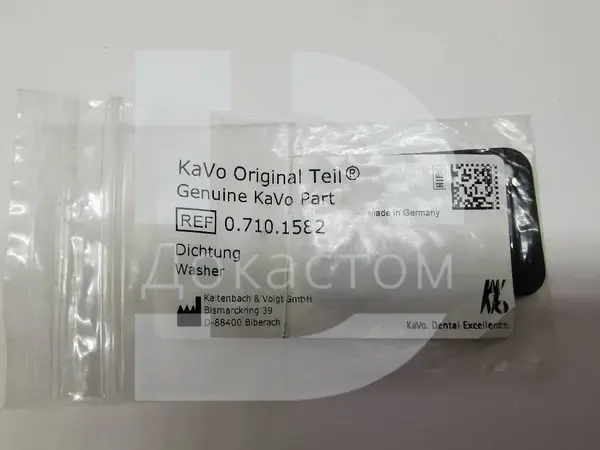 KaVo Original Teil®
Genuine KaVo Part
REF 0.710.1582
Dichtung
Washer
Kaltenbach & Voigt GmbH
Bismarckring 39
D-88400 Biberach
Made in Germany
KaVo. Dental Excellence.
Докастом